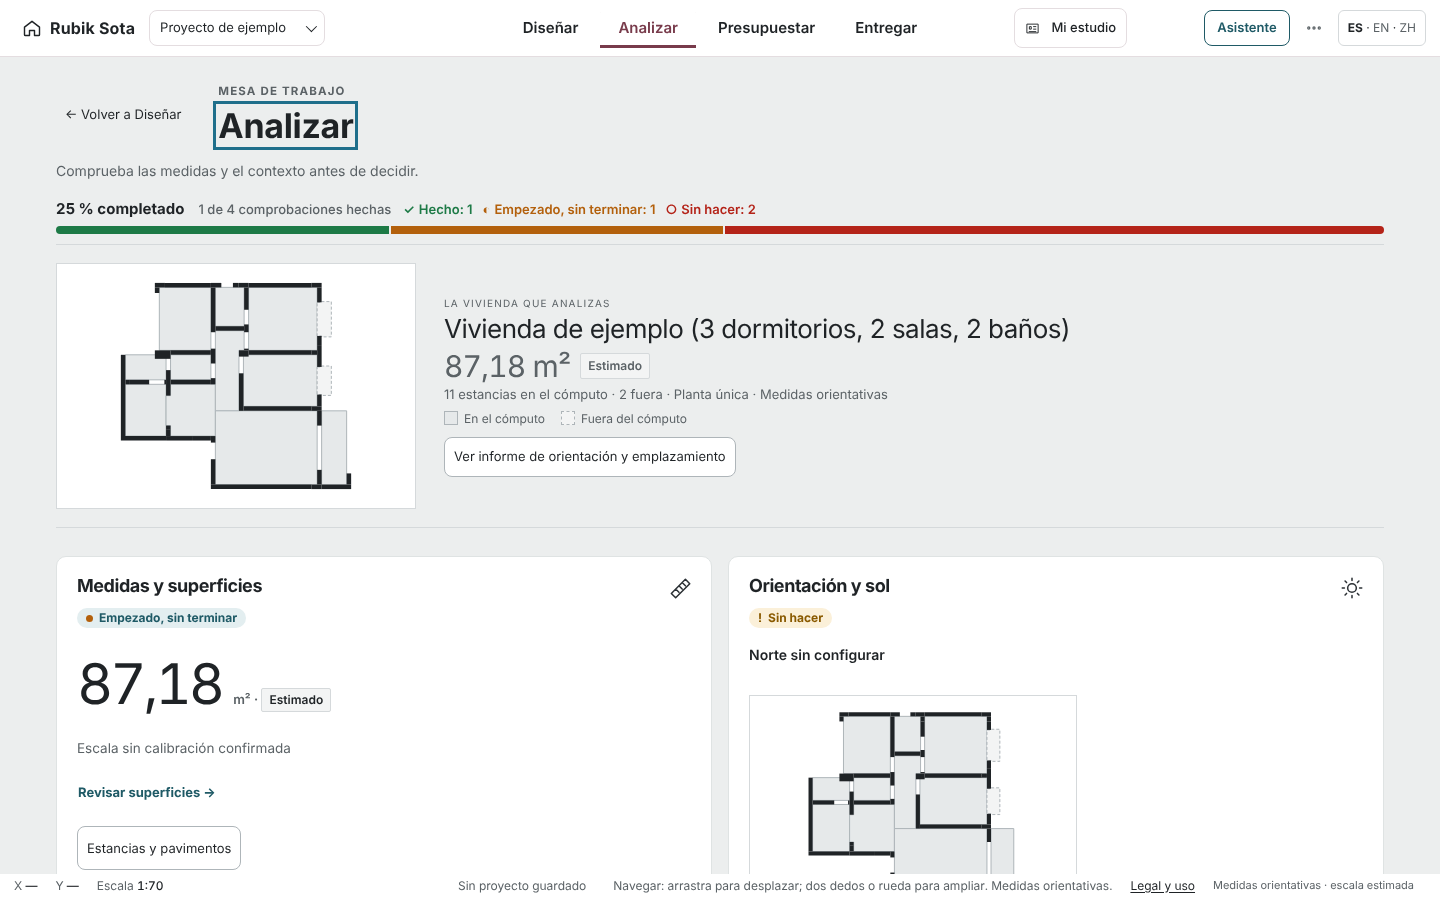 Rubik Sota
Proyecto de ejemplo
Diseñar
Analizar
Presupuestar
Entregar
Mi estudio
Asistente
ES · EN · ZH
MESA DE TRABAJO
← Volver a Diseñar
Analizar
Comprueba las medidas y el contexto antes de decidir.
25 % completado 1 de 4 comprobaciones hechas ✓ Hecho: 1 Empezado, sin terminar: 1 Sin hacer: 2
LA VIVIENDA QUE ANALIZAS
Vivienda de ejemplo (3 dormitorios, 2 salas, 2 baños)
87,18 m² Estimado
11 estancias en el cómputo · 2 fuera · Planta única · Medidas orientativas
En el cómputo Fuera del cómputo
Ver informe de orientación y emplazamiento
Medidas y superficies
Empezado, sin terminar
87,18 m² · Estimado
Escala sin calibración confirmada
Revisar superficies →
Estancias y pavimentos
Orientación y sol
! Sin hacer
Norte sin configurar
X — Y — Escala 1:70
Sin proyecto guardado
Navegar: arrastra para desplazar; dos dedos o rueda para ampliar. Medidas orientativas.
Legal y uso
Medidas orientativas · escala estimada